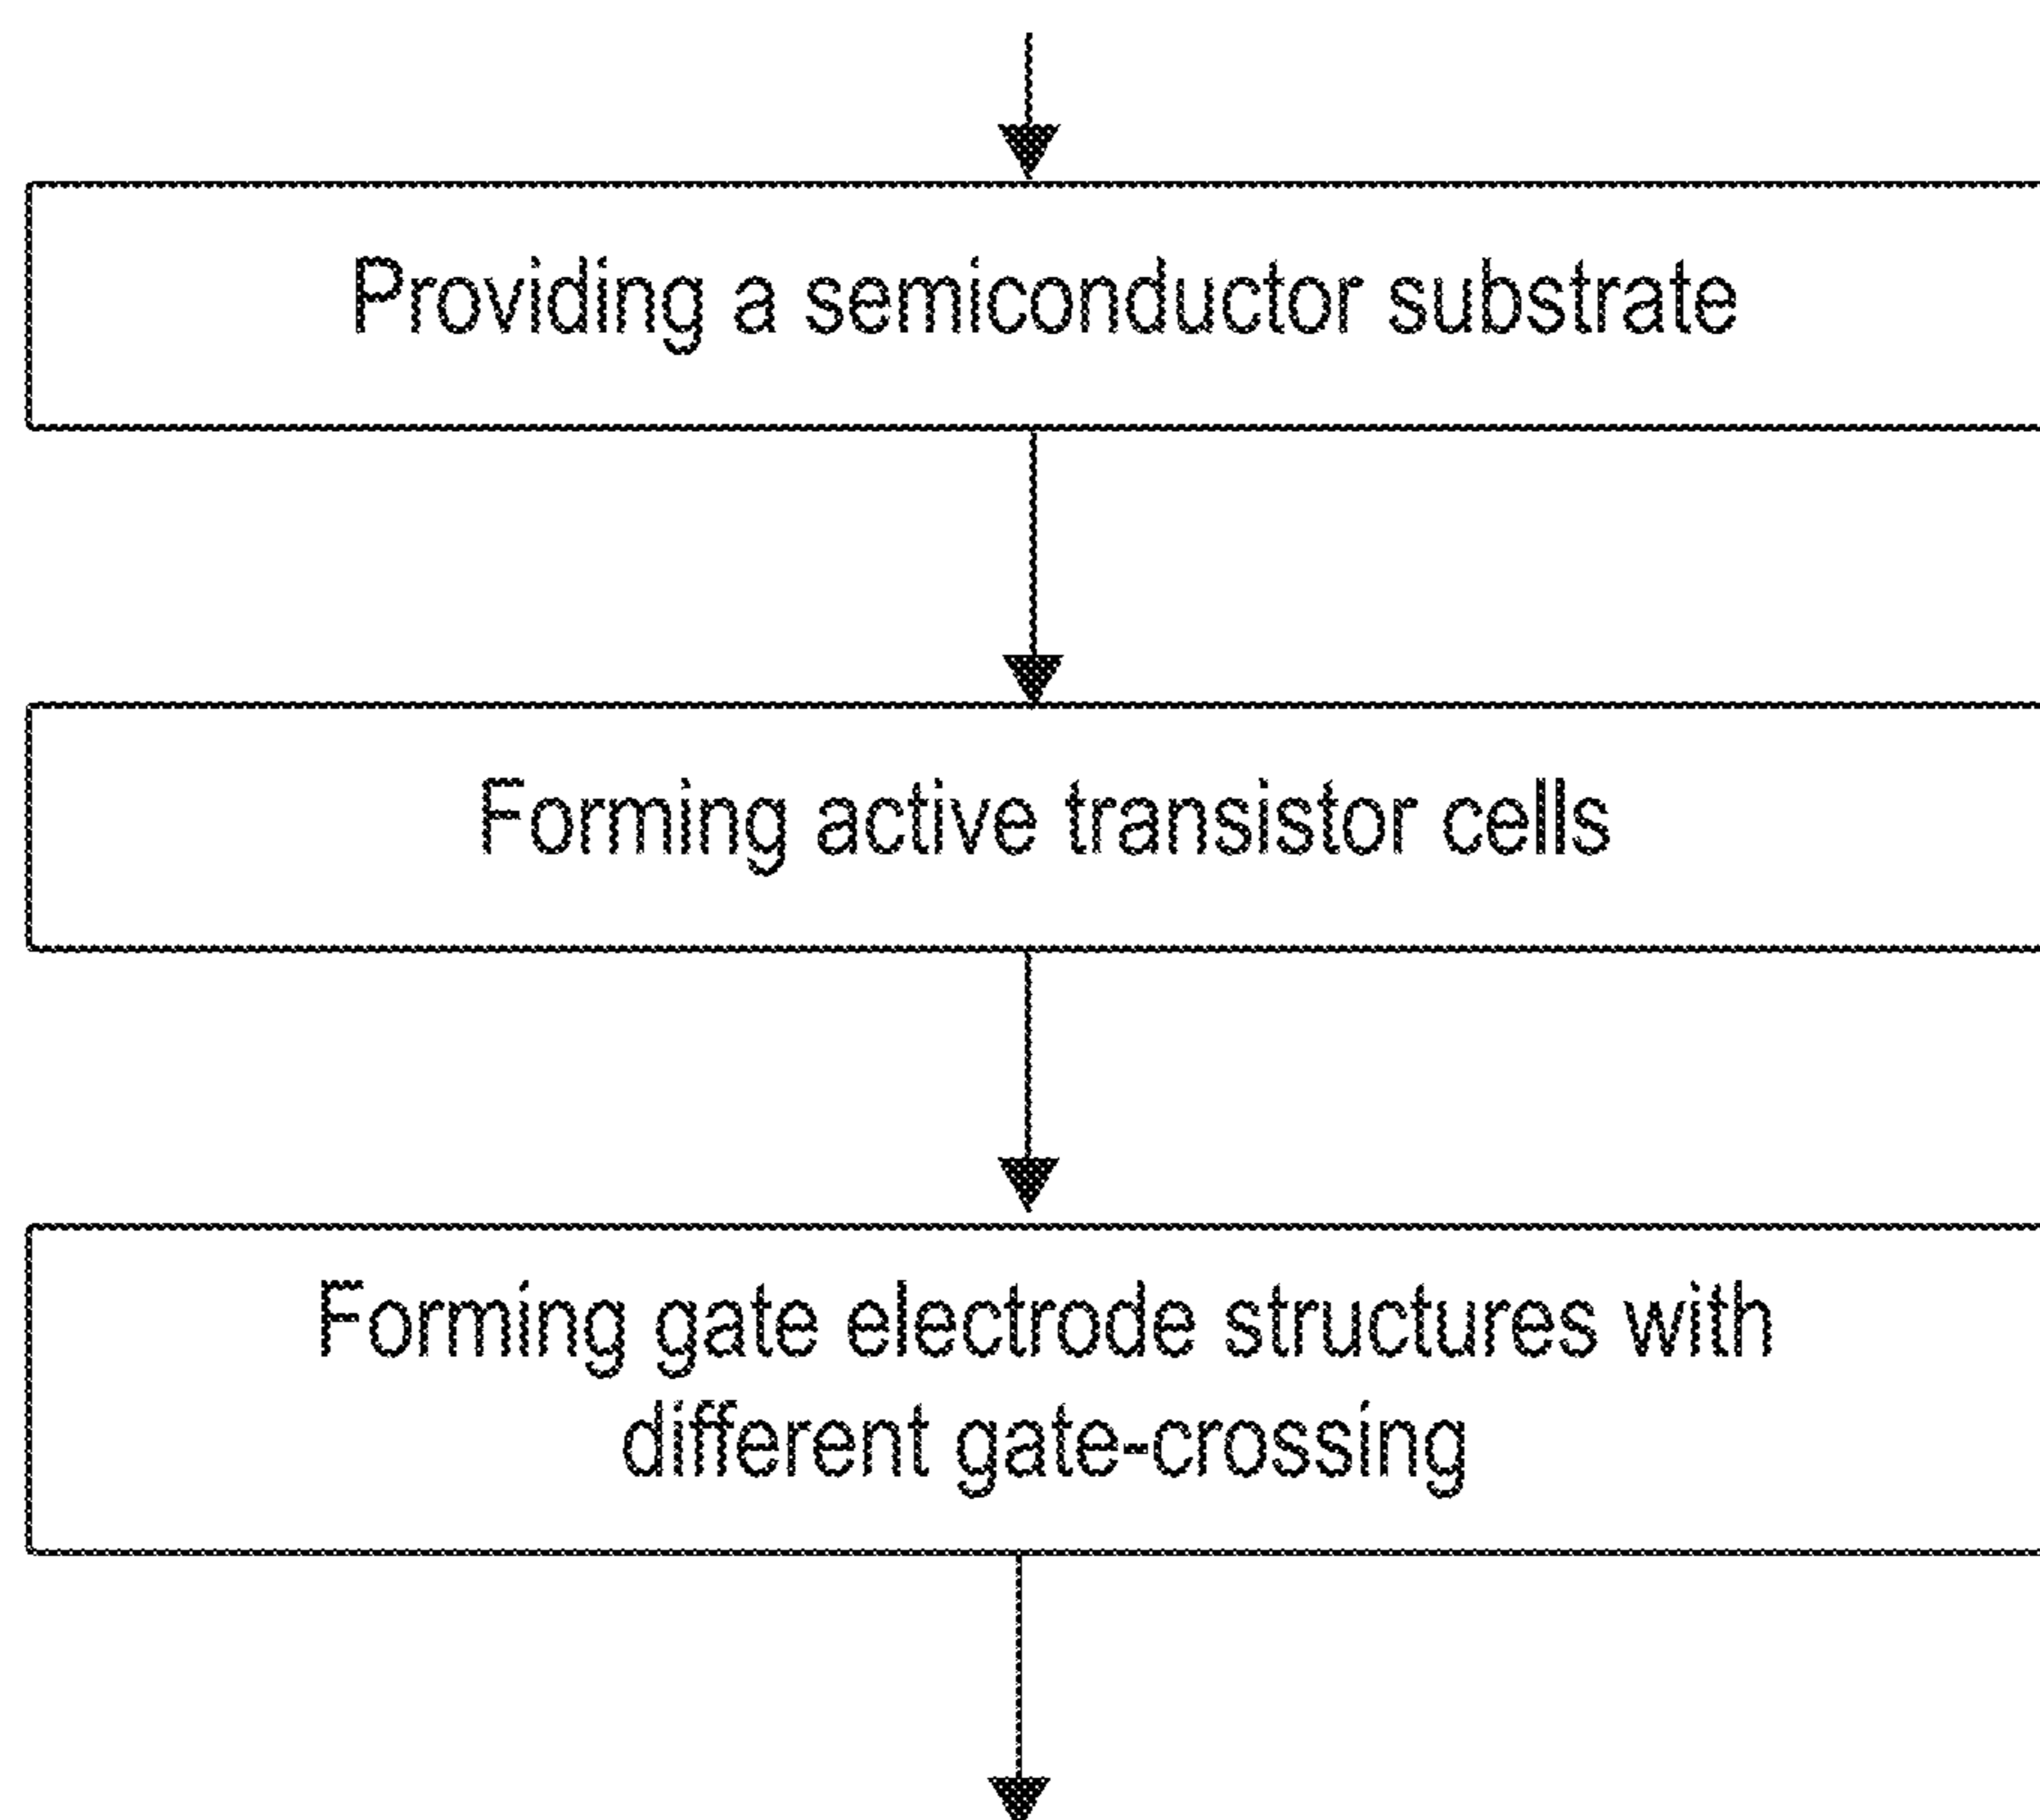 Providing a semiconductor substrate
Forming active transistor cells
Forming gate electrode structures with
different gate-crossing